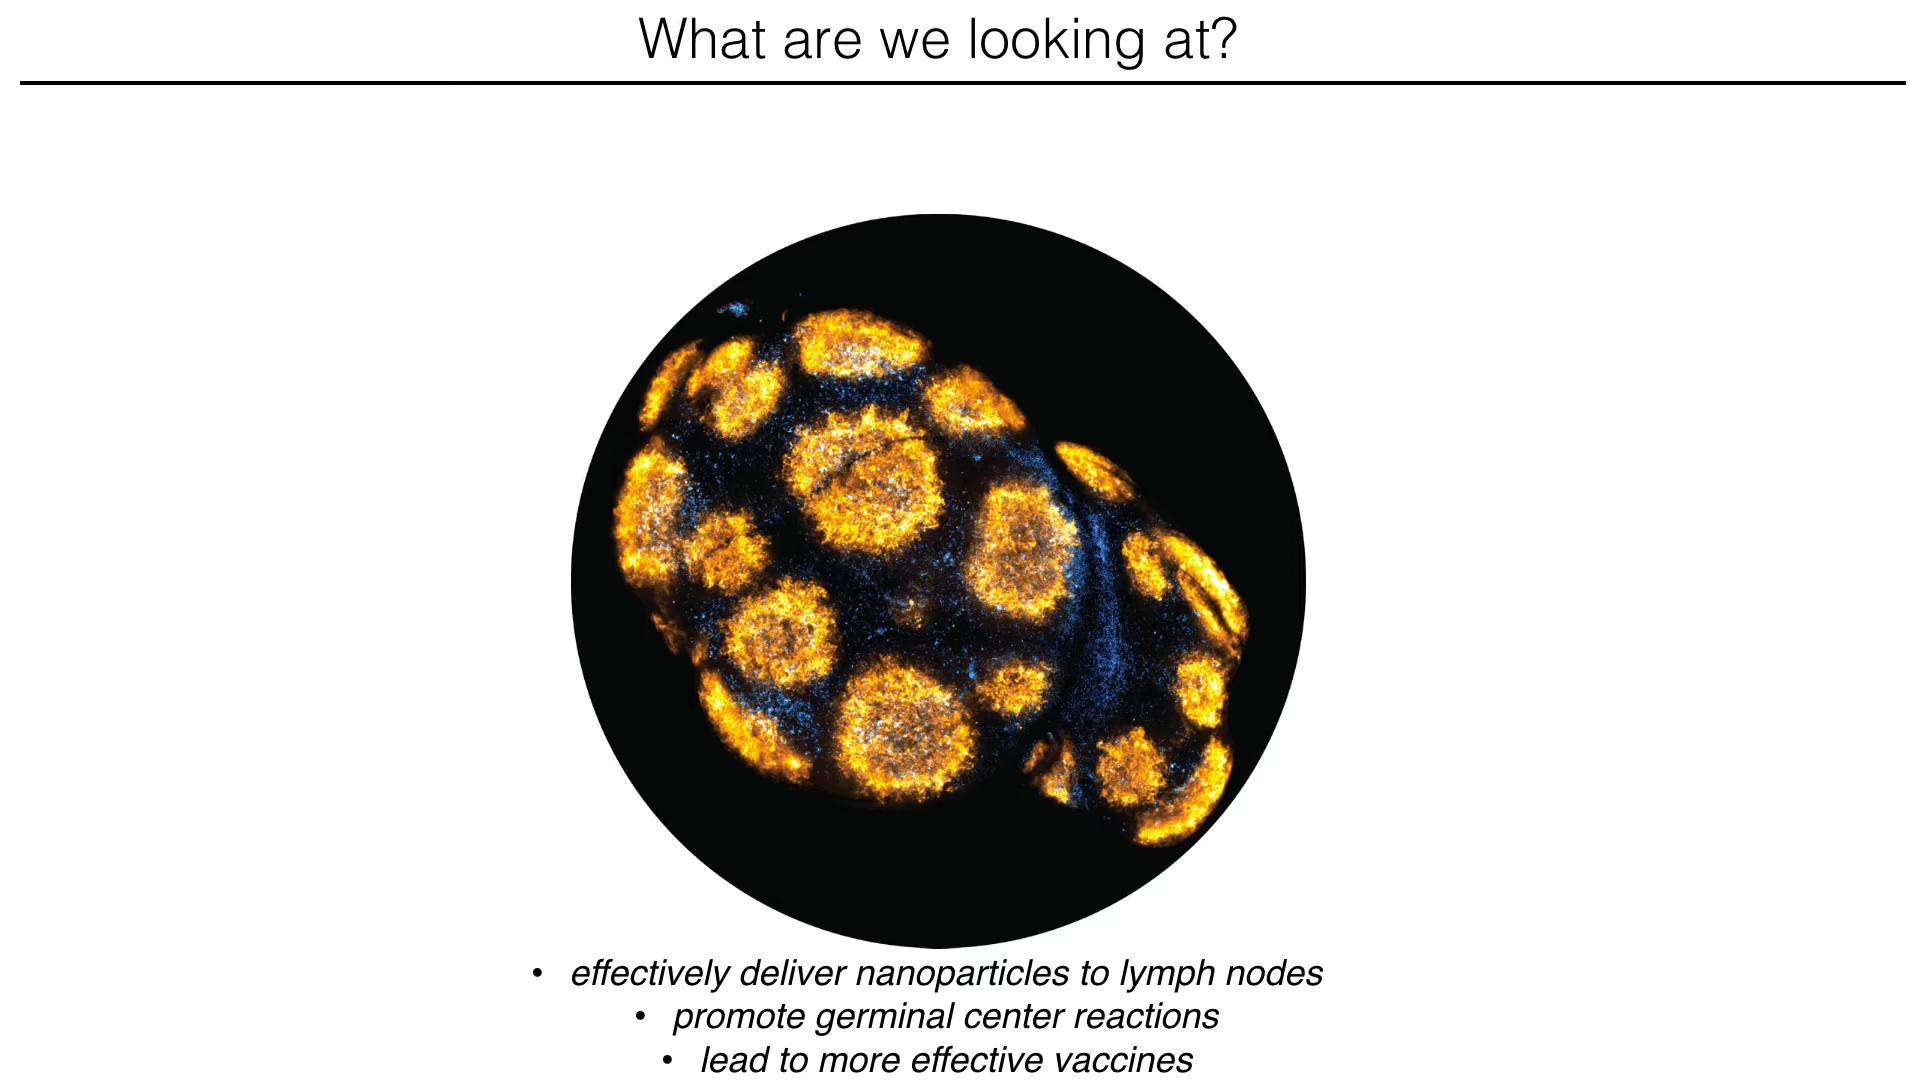 What are we looking at?
• effectively deliver nanoparticles to lymph nodes
• promote germinal center reactions
• lead to more effective vaccines